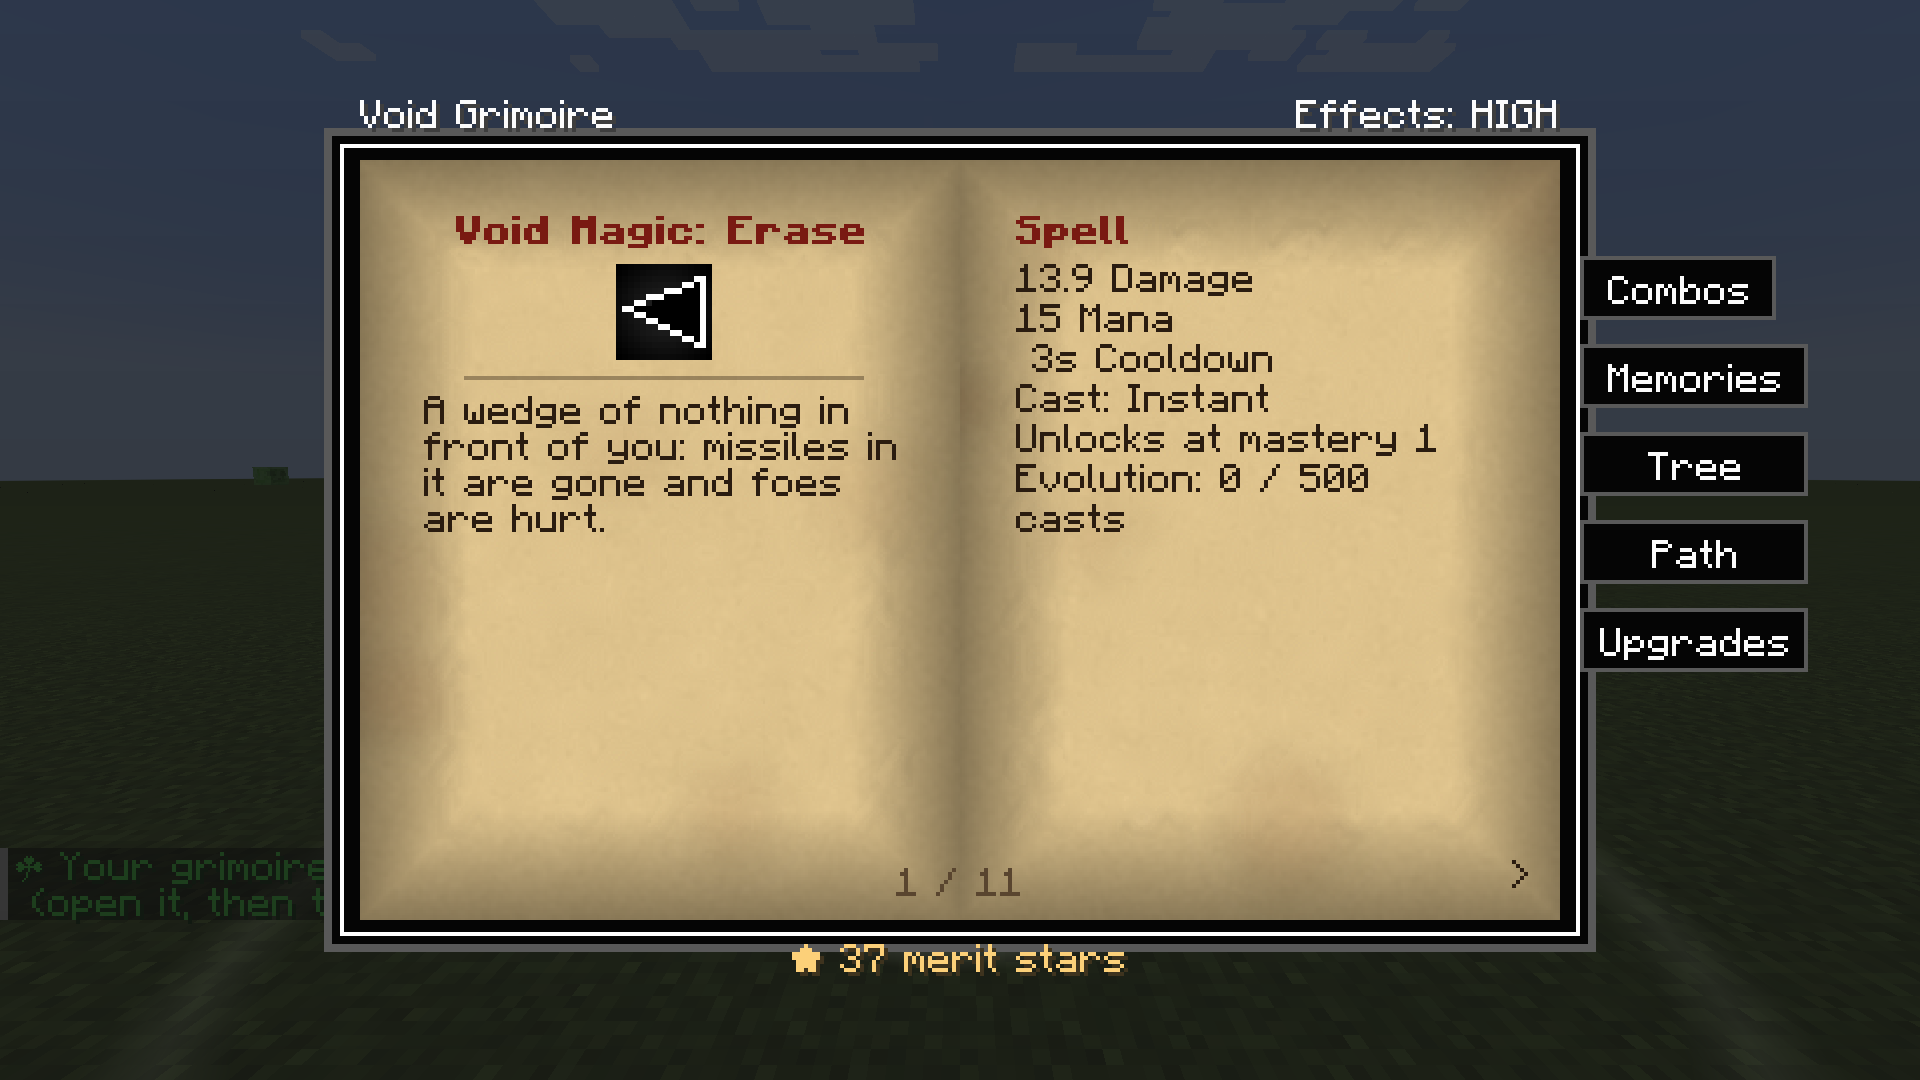 Void Grimoire
Effects: HIGH
Void Magic: Erase
A wedge of nothing in
front of you: missiles in
it are gone and foes
are hurt.
Spell
13.9 Damage
15 Mana
3s Cooldown
Cast: Instant
Unlocks at mastery 1
Evolution: 0 / 500
casts
Combos
Memories
Tree
Path
Upgrades
☘ Your grimoire
(open it, then t
1 / 11
>
★ 37 merit stars